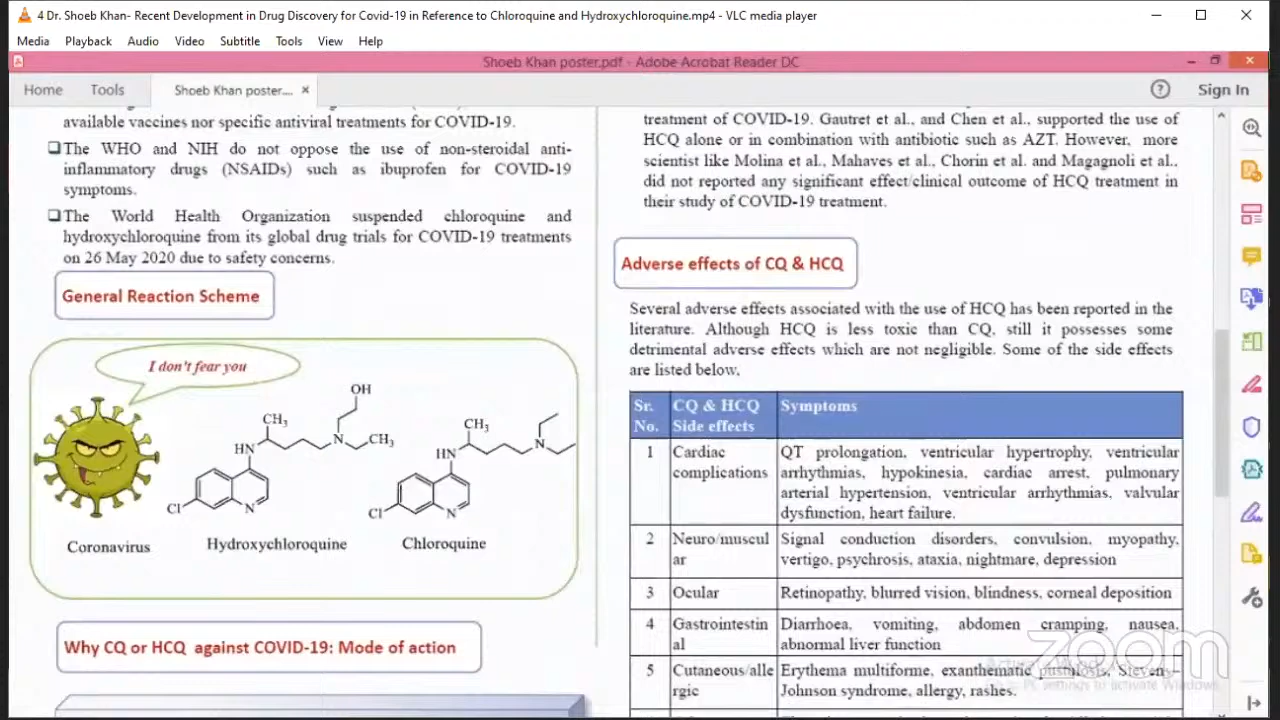 4 Dr. Shoeb Khan- Recent Development in Drug Discovery for Covid-19 in Reference to Chloroquine and Hydroxychloroquine.mp4 - VLC media player
Media Playback Audio Video Subtitle Tools View Help
Shoeb Khan poster.pdf - Adobe Acrobat Reader DC
Home Tools Shoeb Khan poster.... × Sign In
available vaccines nor specific antiviral treatments for COVID-19.
The WHO and NIH do not oppose the use of non-steroidal anti-
inflammatory drugs (NSAIDs) such as ibuprofen for COVID-19
symptoms.
The World Health Organization suspended chloroquine and
hydroxychloroquine from its global drug trials for COVID-19 treatments
on 26 May 2020 due to safety concerns.
General Reaction Scheme
I don't fear you
OH
CH3
HN
N
CH3
Cl
N
CH3
HN
N
Cl
N
Coronavirus
Hydroxychloroquine
Chloroquine
Why CQ or HCQ against COVID-19: Mode of action
treatment of COVID-19. Gautret et al., and Chen et al., supported the use of
HCQ alone or in combination with antibiotic such as AZT. However, more
scientist like Molina et al., Mahaves et al., Chorin et al. and Magagnoli et al.,
did not reported any significant effect/clinical outcome of HCQ treatment in
their study of COVID-19 treatment.
Adverse effects of CQ & HCQ
Several adverse effects associated with the use of HCQ has been reported in the
literature. Although HCQ is less toxic than CQ, still it possesses some
detrimental adverse effects which are not negligible. Some of the side effects
are listed below.
Sr. CQ & HCQ Symptoms
No. Side effects
1 Cardiac QT prolongation, ventricular hypertrophy, ventricular
complications arrhythmias, hypokinesia, cardiac arrest, pulmonary
arterial hypertension, ventricular arrhythmias, valvular
dysfunction, heart failure.
2 Neuro/muscul Signal conduction disorders, convulsion, myopathy,
ar vertigo, psychrosis, ataxia, nightmare, depression
3 Ocular Retinopathy, blurred vision, blindness, corneal deposition
4 Gastrointestin Diarrhoea, vomiting, abdomen cramping, nausea,
al abnormal liver function
5 Cutaneous/alle Erythema multiforme, exanthematic pustulosis, Steven–
rgic Johnson syndrome, allergy, rashes.
zoom